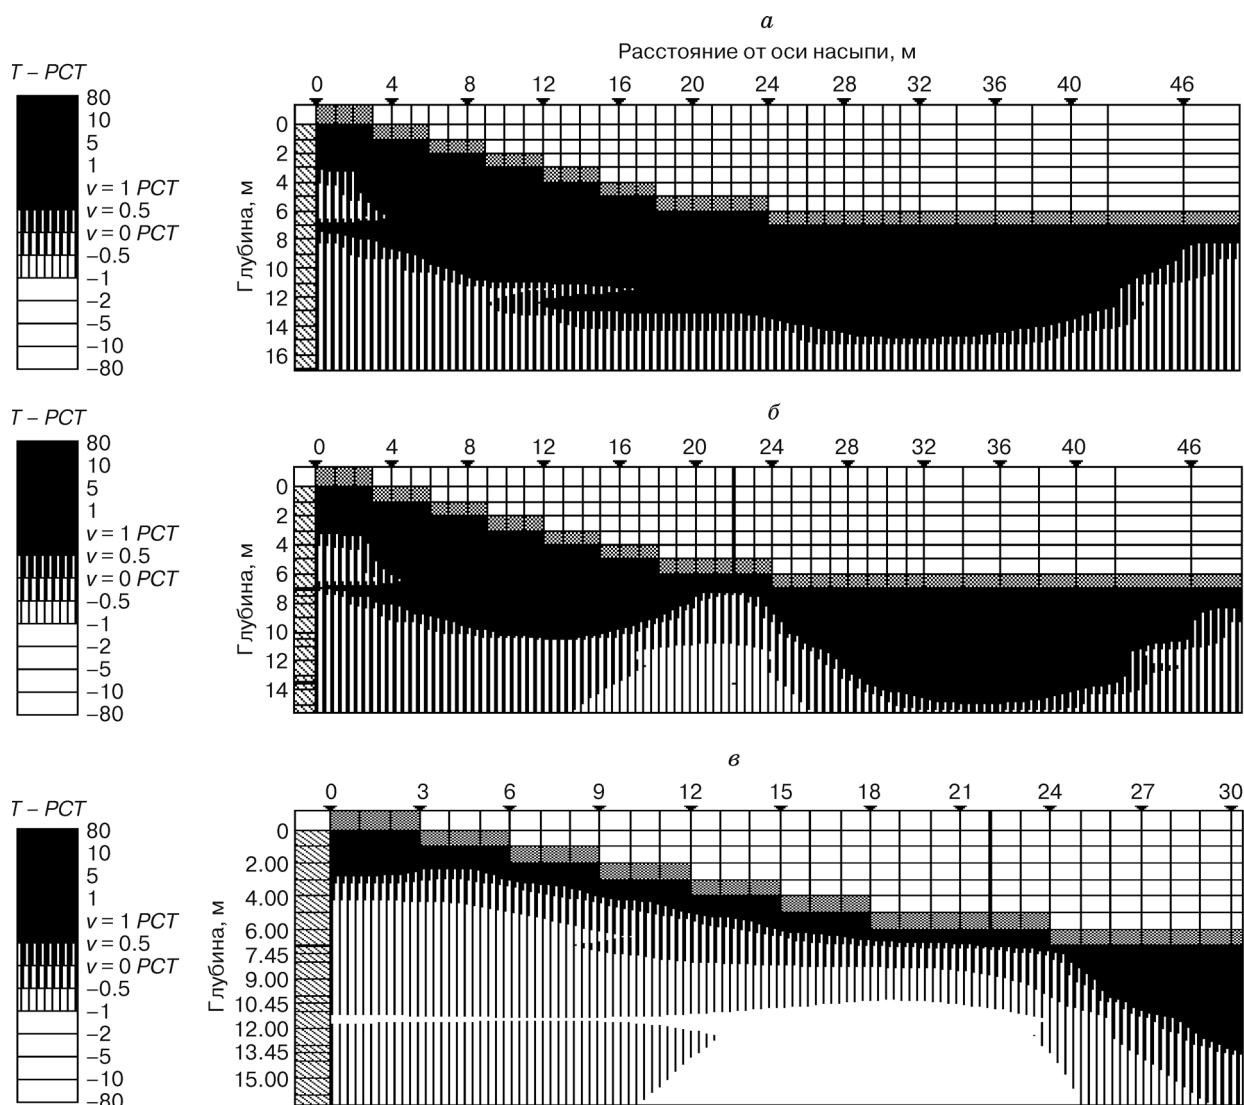 а
Расстояние от оси насыпи, м
T – PCT
0 4 8 12 16 20 24 28 32 36 40 46
80
10
5
1
v = 1 PCT
v = 0.5
v = 0 PCT
–0.5
–1
–2
–5
–10
–80
Глубина, м
0
2
4
6
8
10
12
14
16
б
T – PCT
0 4 8 12 16 20 24 28 32 36 40 46
80
10
5
1
v = 1 PCT
v = 0.5
v = 0 PCT
–0.5
–1
–2
–5
–10
–80
Глубина, м
0
2
4
6
8
10
12
14
в
T – PCT
0 3 6 9 12 15 18 21 24 27 30
80
10
5
1
v = 1 PCT
v = 0.5
v = 0 PCT
–0.5
–1
–2
–5
–10
–80
Глубина, м
0
2.00
4.00
6.00
7.45
9.00
10.45
12.00
13.45
15.00